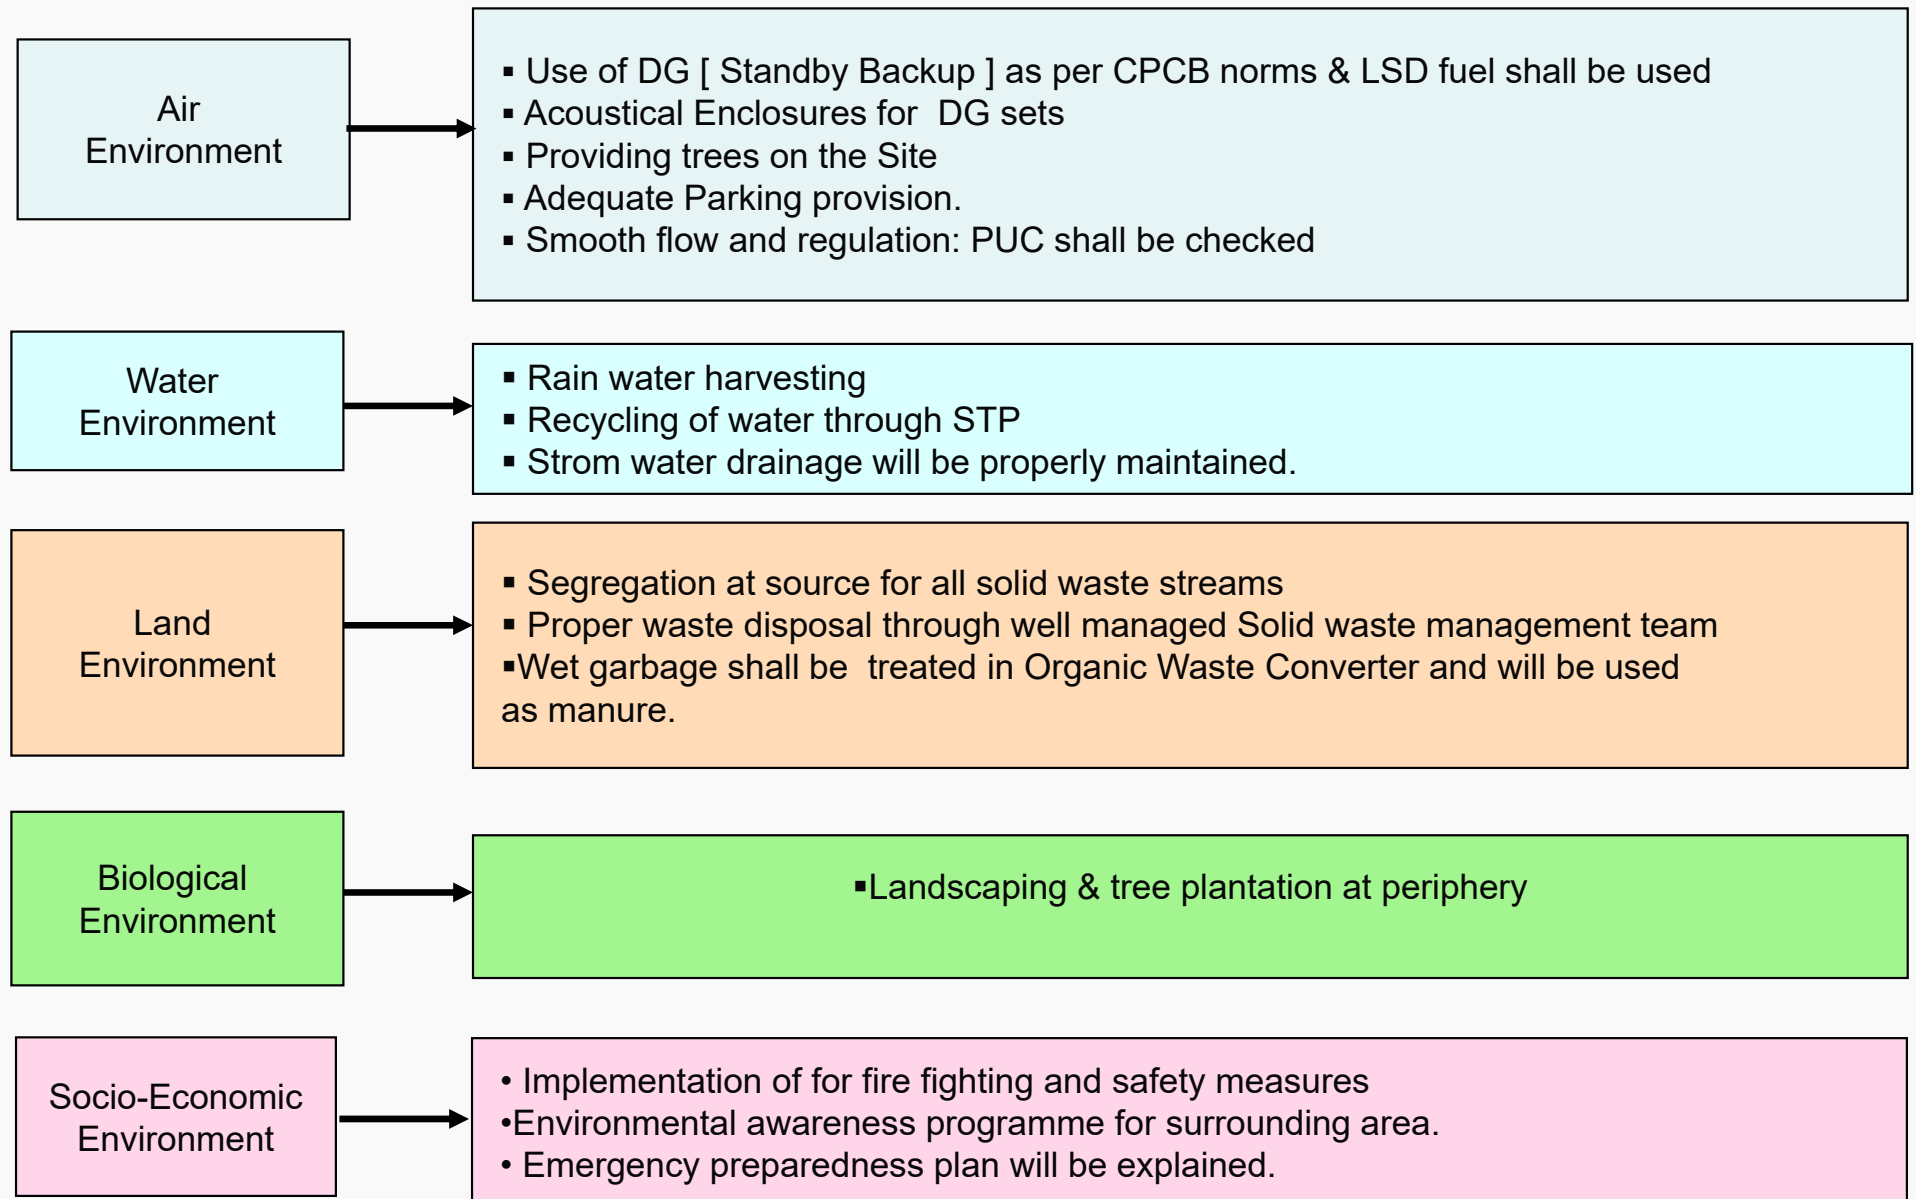 Air
Environment
▪ Use of DG [ Standby Backup ] as per CPCB norms & LSD fuel shall be used
▪ Acoustical Enclosures for  DG sets
▪ Providing trees on the Site
▪ Adequate Parking provision.
▪ Smooth flow and regulation: PUC shall be checked
Water
Environment
▪ Rain water harvesting
▪ Recycling of water through STP
▪ Strom water drainage will be properly maintained.
Land
Environment
▪ Segregation at source for all solid waste streams
▪ Proper waste disposal through well managed Solid waste management team
▪Wet garbage shall be  treated in Organic Waste Converter and will be used
as manure.
Biological
Environment
▪Landscaping & tree plantation at periphery
Socio-Economic
Environment
• Implementation of for fire fighting and safety measures
•Environmental awareness programme for surrounding area.
• Emergency preparedness plan will be explained.